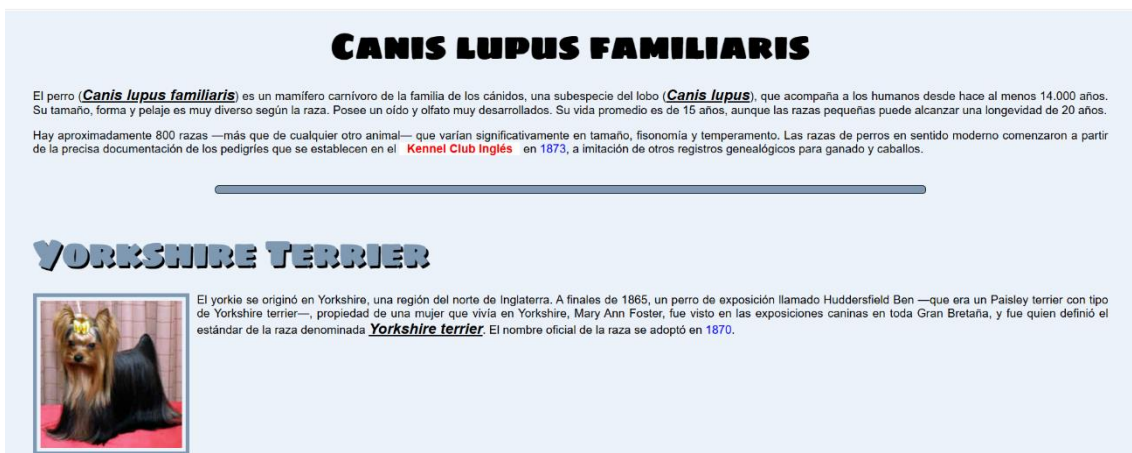 Canis lupus familiaris
El perro (Canis lupus familiaris) es un mamífero carnívoro de la familia de los cánidos, una subespecie del lobo (Canis lupus), que acompaña a los humanos desde hace al menos 14.000 años.
Su tamaño, forma y pelaje es muy diverso según la raza. Posee un oído y olfato muy desarrollados. Su vida promedio es de 15 años, aunque las razas pequeñas puede alcanzar una longevidad de 20 años.
Hay aproximadamente 800 razas —más que de cualquier otro animal— que varían significativamente en tamaño, fisonomía y temperamento. Las razas de perros en sentido moderno comenzaron a partir
de la precisa documentación de los pedigríes que se establecen en el Kennel Club Inglés en 1873, a imitación de otros registros genealógicos para ganado y caballos.
Yorkshire Terrier
El yorkie se originó en Yorkshire, una región del norte de Inglaterra. A finales de 1865, un perro de exposición llamado Huddersfield Ben —que era un Paisley terrier con tipo
de Yorkshire terrier—, propiedad de una mujer que vivía en Yorkshire, Mary Ann Foster, fue visto en las exposiciones caninas en toda Gran Bretaña, y fue quien definió el
estándar de la raza denominada Yorkshire terrier. El nombre oficial de la raza se adoptó en 1870.